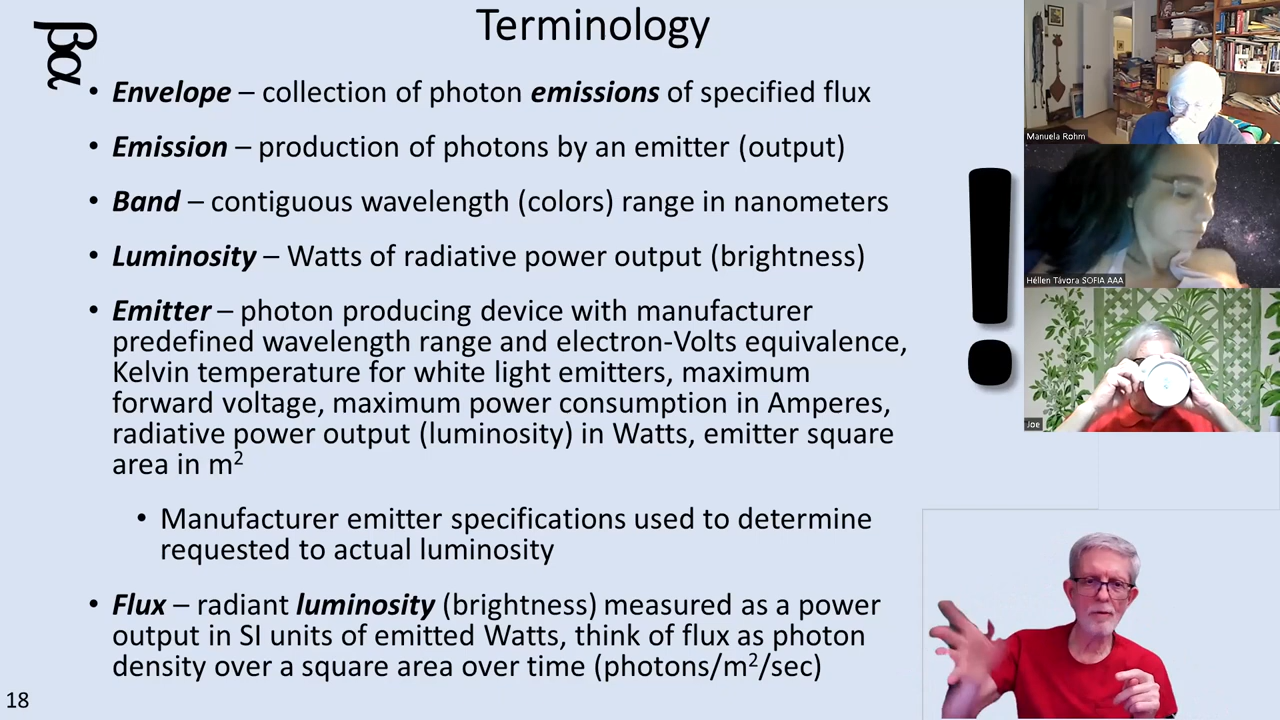 Terminology
βα
• Envelope – collection of photon emissions of specified flux
• Emission – production of photons by an emitter (output)
• Band – contiguous wavelength (colors) range in nanometers
• Luminosity – Watts of radiative power output (brightness)
• Emitter – photon producing device with manufacturer
predefined wavelength range and electron-Volts equivalence,
Kelvin temperature for white light emitters, maximum
forward voltage, maximum power consumption in Amperes,
radiative power output (luminosity) in Watts, emitter square
area in m²
• Manufacturer emitter specifications used to determine
requested to actual luminosity
• Flux – radiant luminosity (brightness) measured as a power
output in SI units of emitted Watts, think of flux as photon
density over a square area over time (photons/m²/sec)
18
!
Manuela Rohm
Héllen Távora SOFIA AAA
Joe